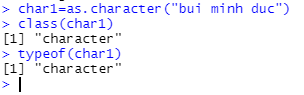 > char1=as.character("bui minh duc")
> class(char1)
[1] "character"
> typeof(char1)
[1] "character"
>